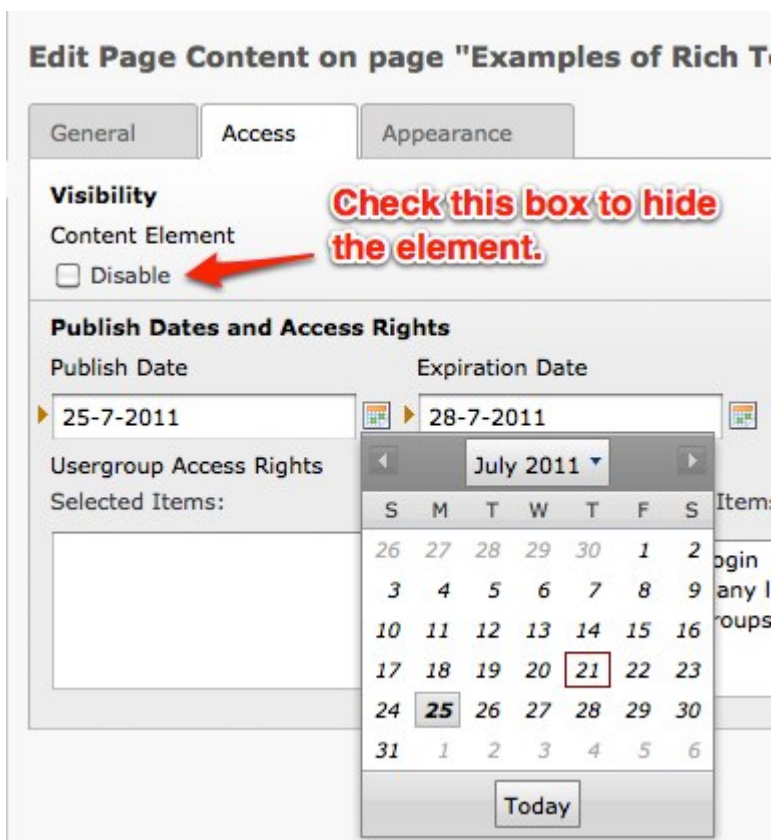 Edit Page Content on page "Examples of Rich
General Access Appearance
Visibility
Check this box to hide
the element.
Content Element
Disable
Publish Dates and Access Rights
Publish Date Expiration Date
25-7-2011 28-7-2011
Usergroup Access Rights
Selected Items:
July 2011
S M T W T F S
26 27 28 29 30 1 2
3 4 5 6 7 8 9
10 11 12 13 14 15 16
17 18 19 20 21 22 23
24 25 26 27 28 29 30
31 1 2 3 4 5 6
Today
Items
any